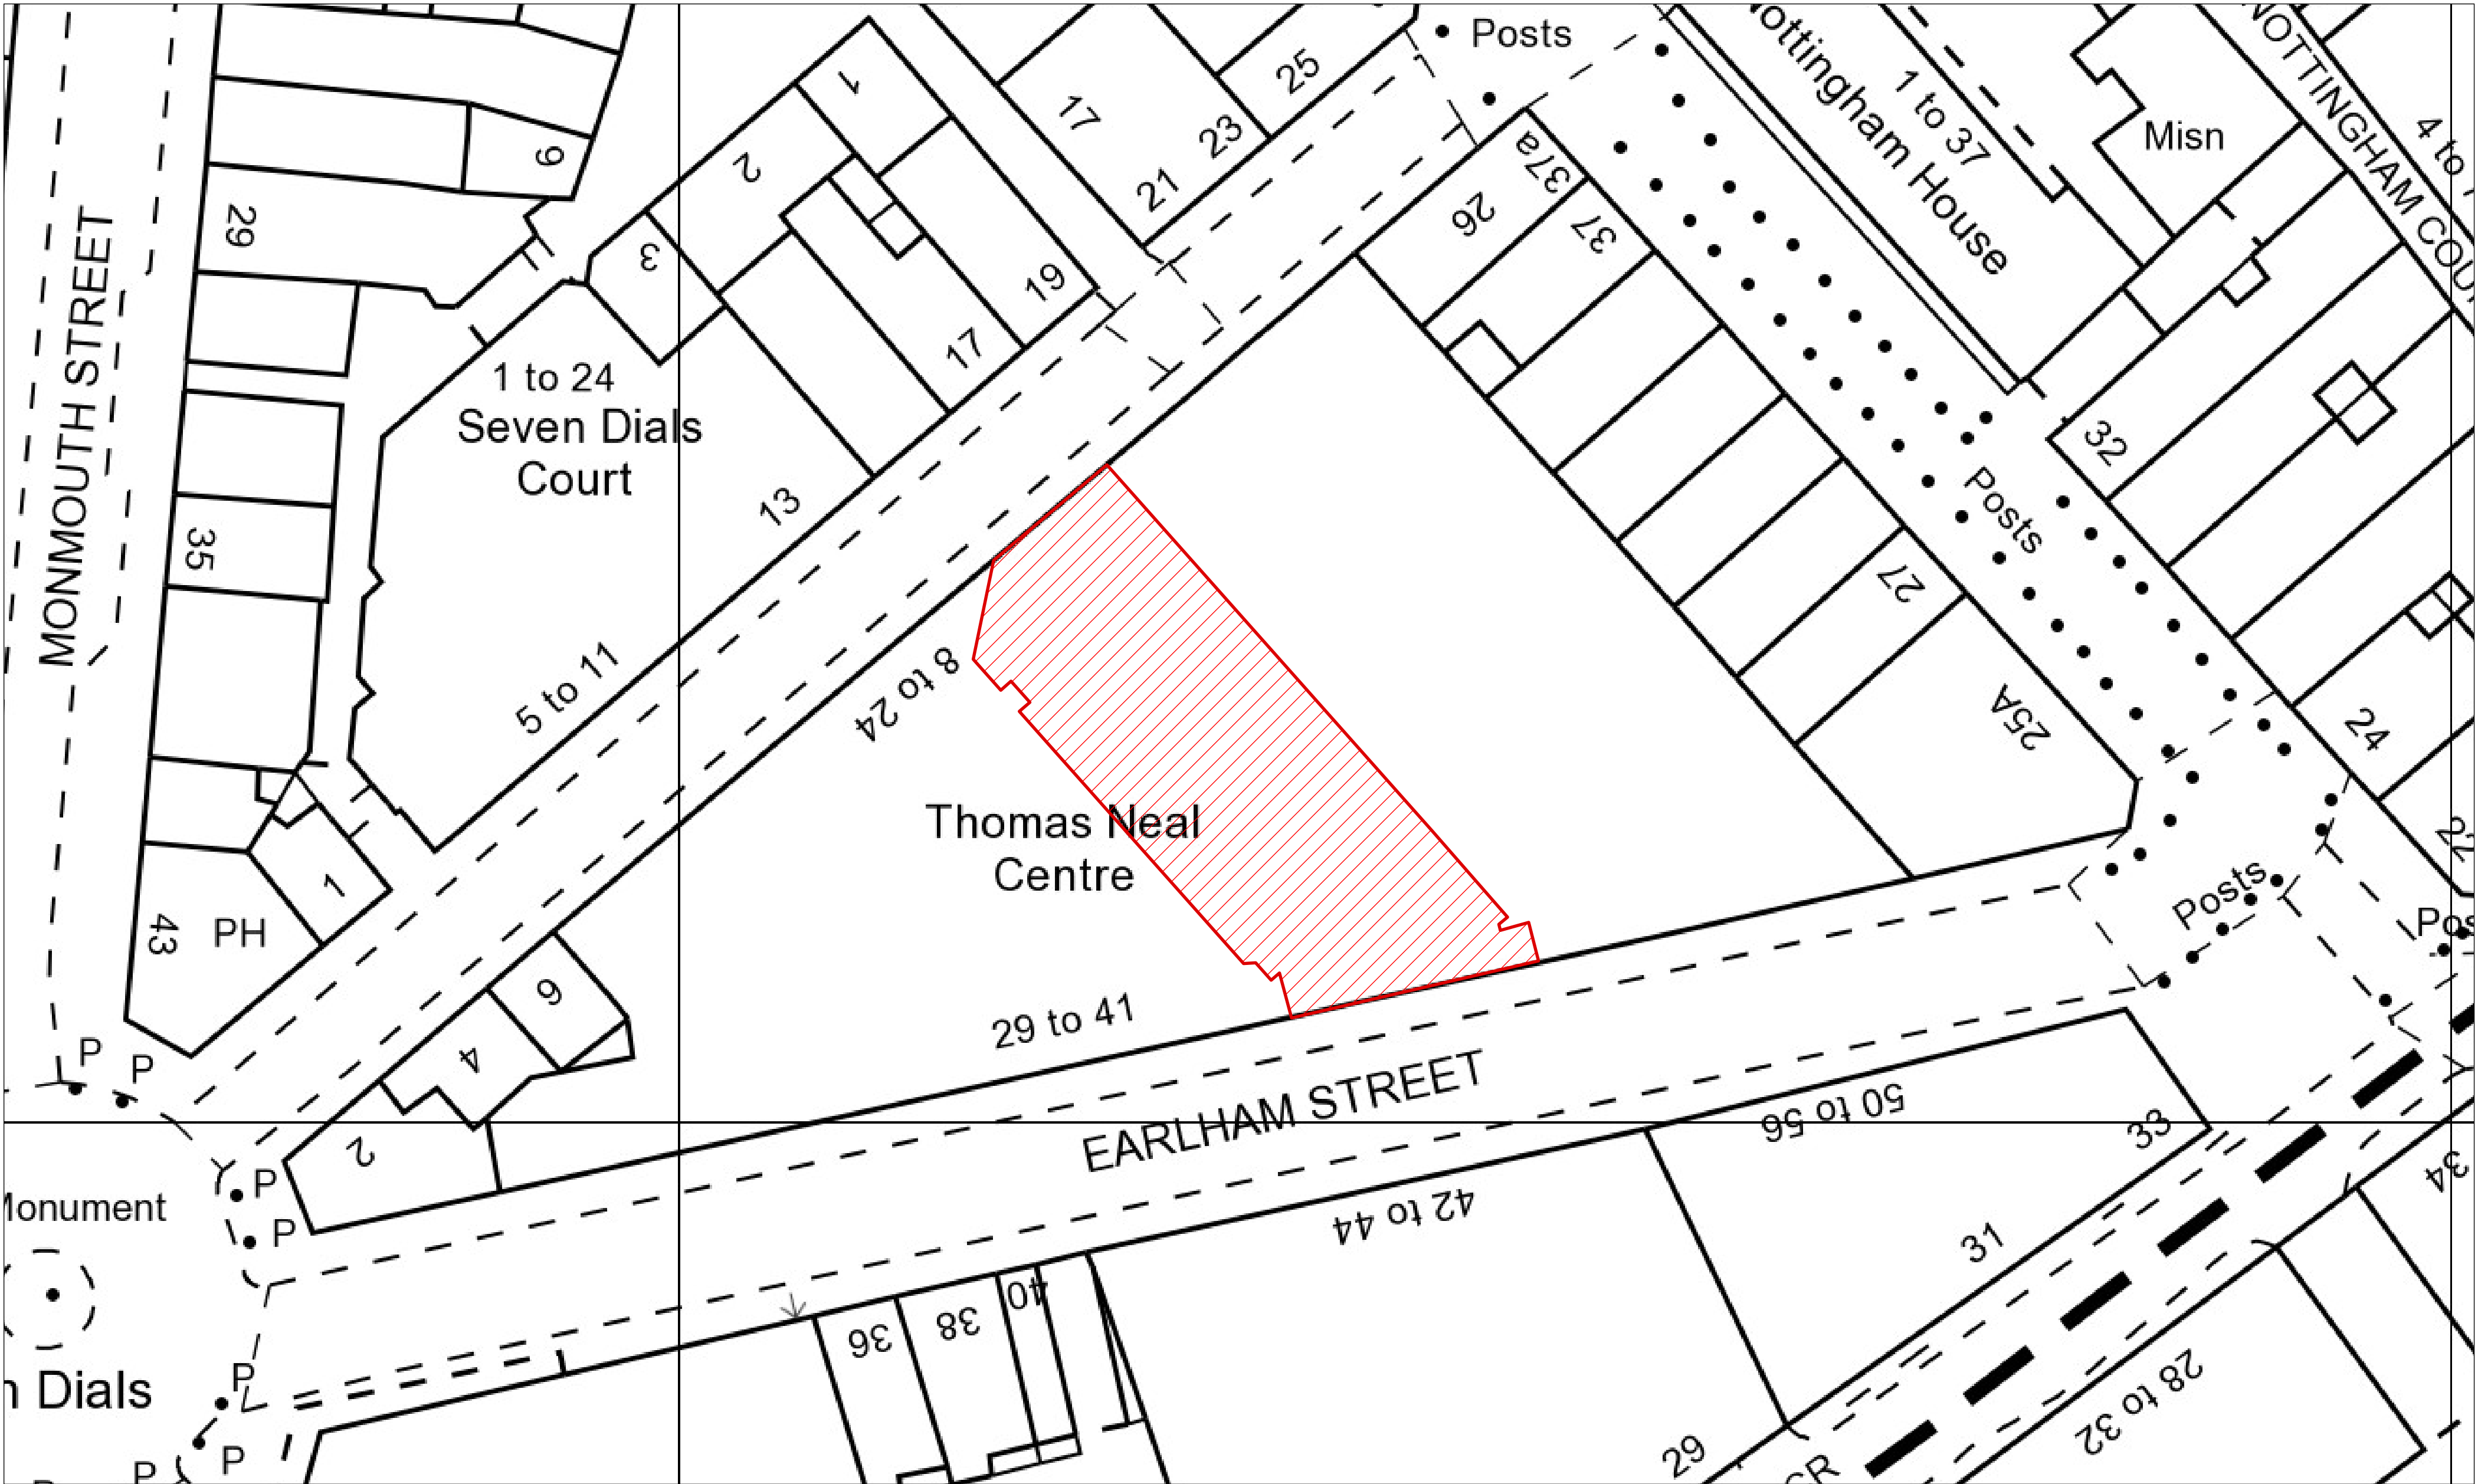 Posts
Nottingham House
1 to 37
NOTTINGHAM COU
Misn
4 to
1
2
3
9
17
25
23
21
29
MONMOUTH STREET
19
17
37a
26
37
1 to 24
Seven Dials
Court
13
35
5 to 11
8 to 24
32
Posts
27
25A
24
22
Thomas Neal
Centre
43
PH
1
6
4
2
29 to 41
EARLHAM STREET
Posts
Pos
P
P
P
P
Monument
n Dials
P
P
P
50 to 56
33
34
42 to 44
31
36
38
40
28 to 32
29
CR